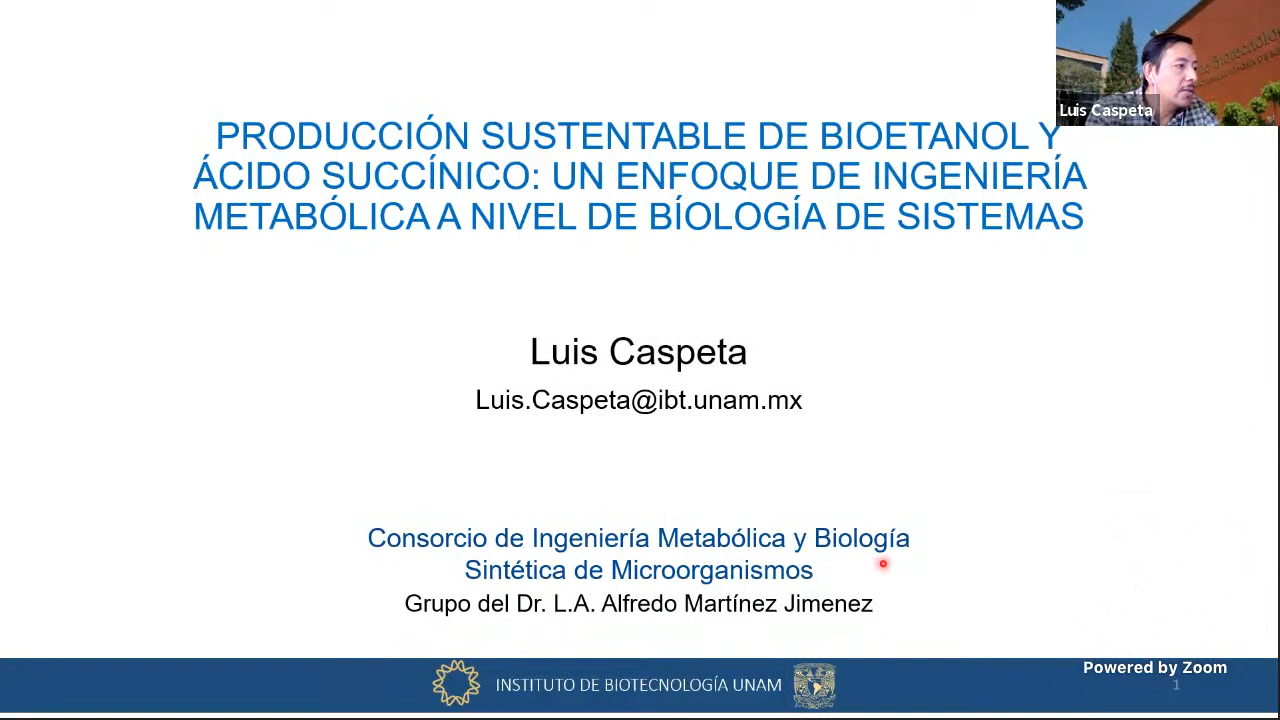 Luis Caspeta
PRODUCCIÓN SUSTENTABLE DE BIOETANOL Y
ÁCIDO SUCCÍNICO: UN ENFOQUE DE INGENIERÍA
METABÓLICA A NIVEL DE BÍOLOGÍA DE SISTEMAS
Luis Caspeta
Luis.Caspeta@ibt.unam.mx
Consorcio de Ingeniería Metabólica y Biología
Sintética de Microorganismos
Grupo del Dr. L.A. Alfredo Martínez Jimenez
INSTITUTO DE BIOTECNOLOGÍA UNAM
Powered by Zoom
1